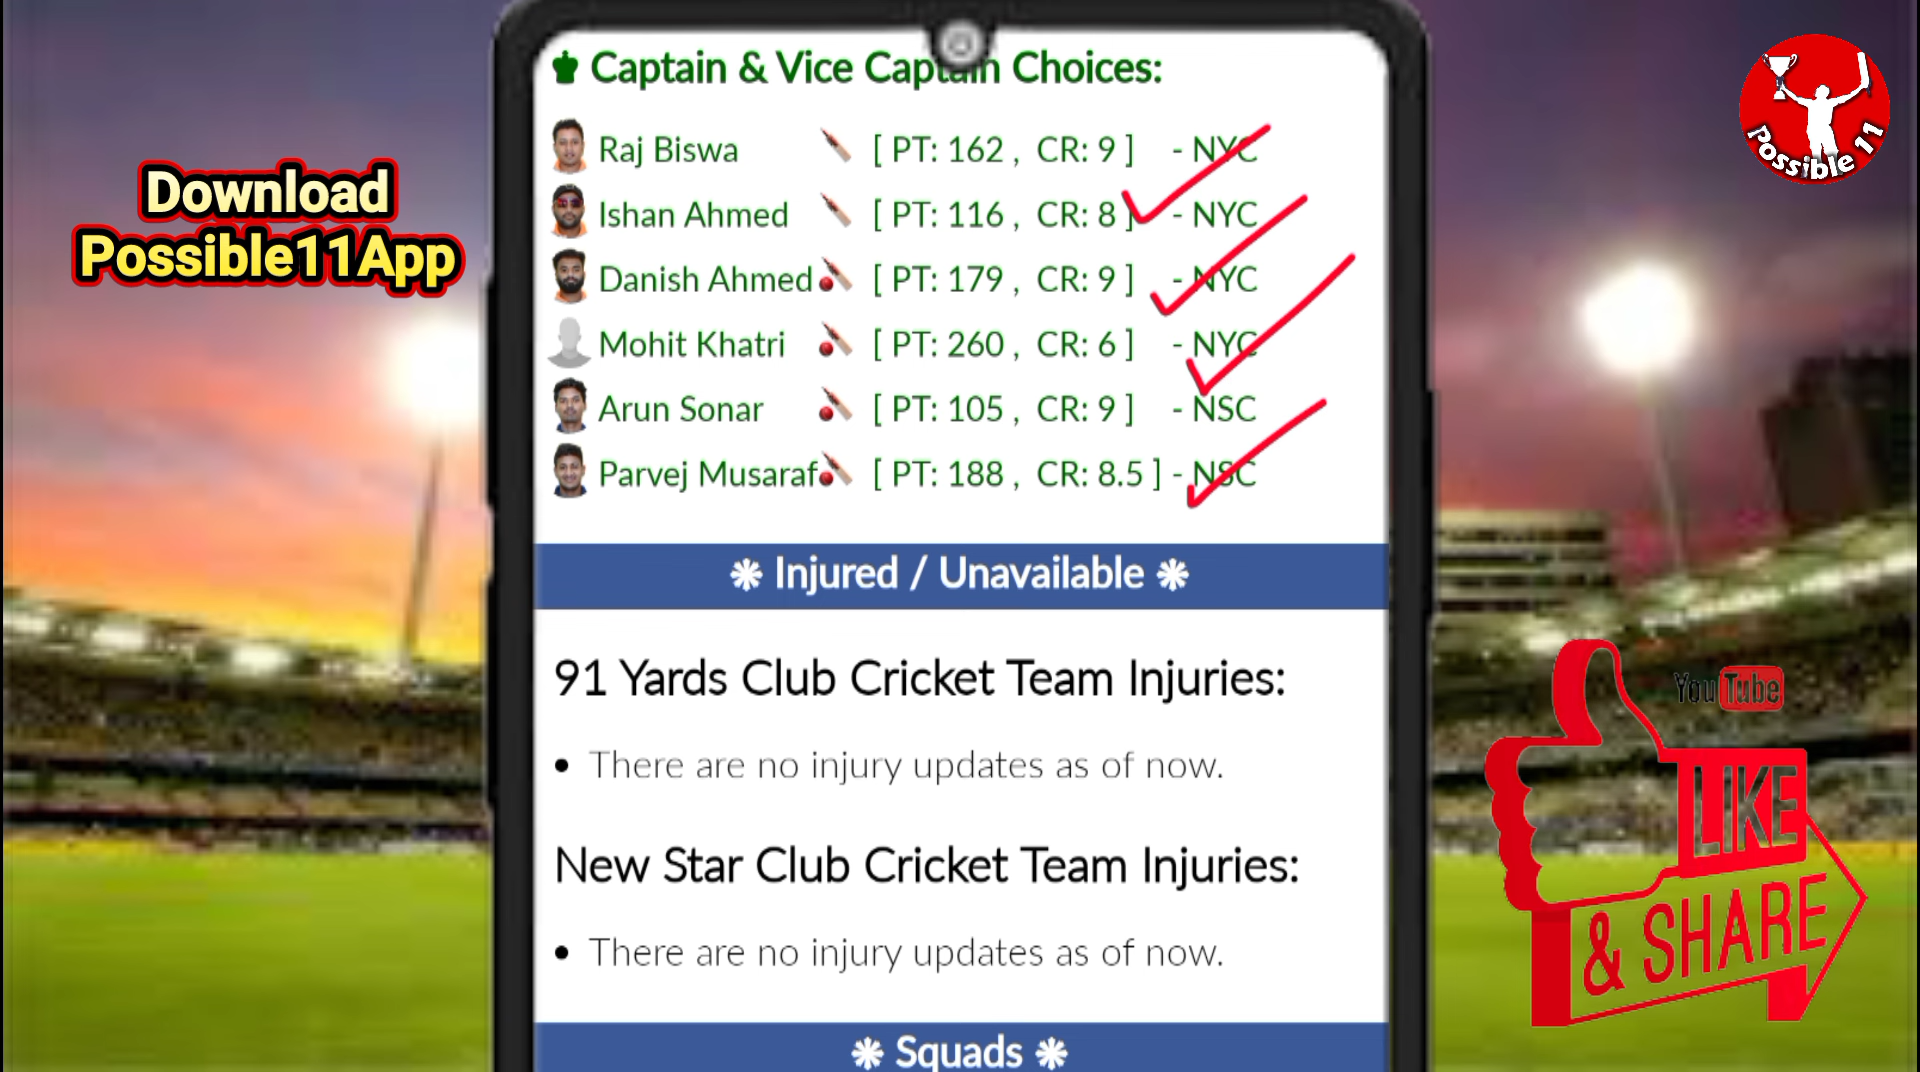 Captain & Vice Captain Choices:
Raj Biswa [ PT: 162 , CR: 9 ] - NYC
Ishan Ahmed [ PT: 116 , CR: 8 ] - NYC
Danish Ahmed [ PT: 179 , CR: 9 ] - NYC
Mohit Khatri [ PT: 260 , CR: 6 ] - NYC
Arun Sonar [ PT: 105 , CR: 9 ] - NSC
Parvej Musaraf [ PT: 188 , CR: 8.5 ] - NSC
Injured / Unavailable
91 Yards Club Cricket Team Injuries:
• There are no injury updates as of now.
New Star Club Cricket Team Injuries:
• There are no injury updates as of now.
Squads
Download
Possible11App
Possible 11
YouTube
LIKE
& SHARE